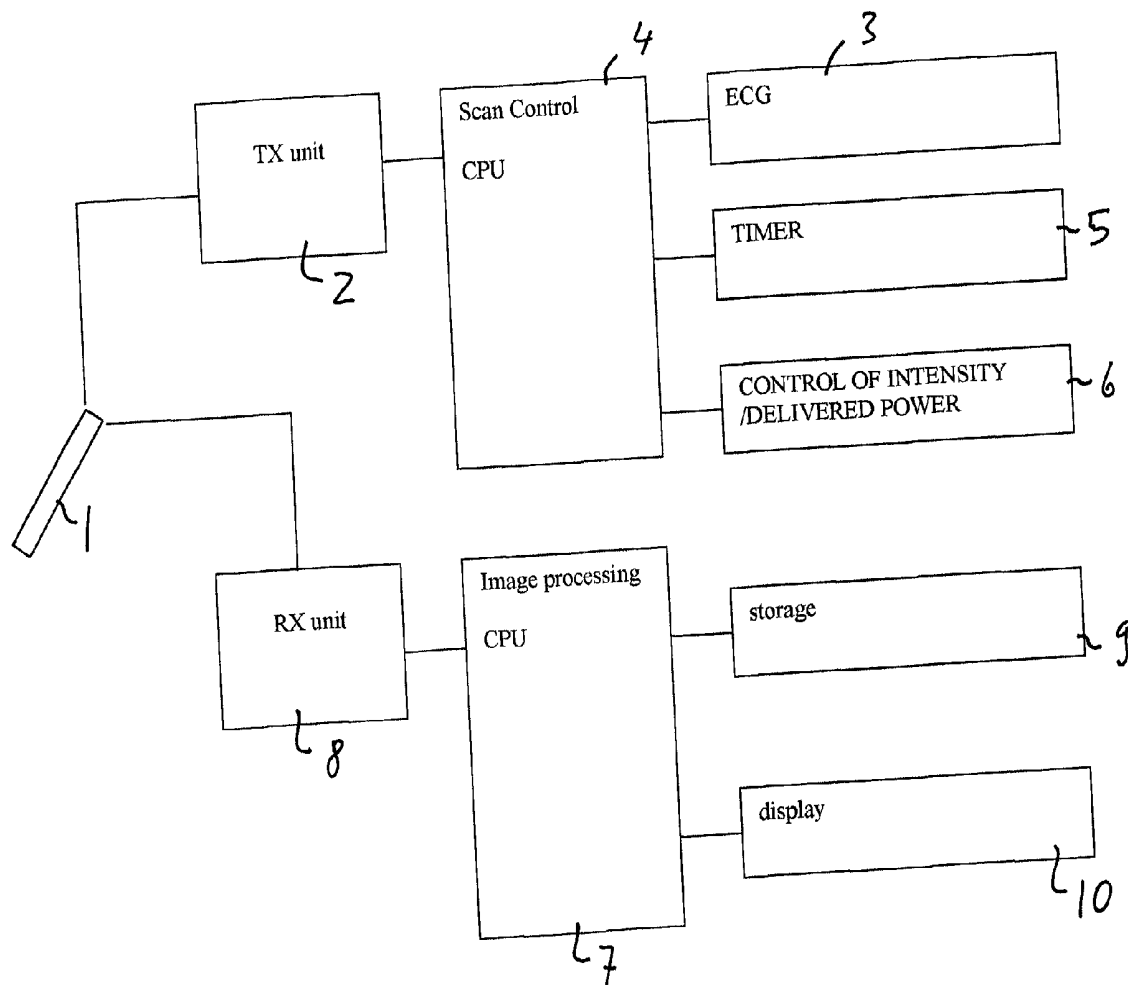 4
3
Scan Control
CPU
ECG
TX unit
TIMER
5
2
CONTROL OF INTENSITY
/DELIVERED POWER
6
1
Image processing
CPU
RX unit
storage
9
8
display
10
7